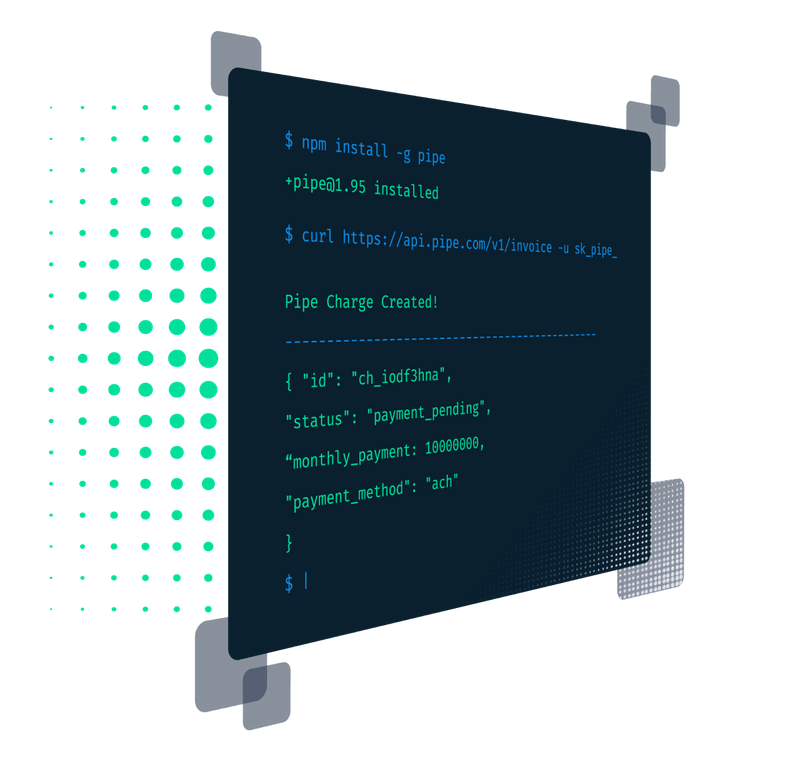 $ npm install -g pipe
+pipe@1.95 installed
$ curl https://api.pipe.com/v1/invoice -u sk_pipe_
Pipe Charge Created!
--------------------------------------------
{ "id": "ch_iodf3hna",
"status": "payment_pending",
“monthly_payment: 10000000,
"payment_method": "ach"
}
$ |